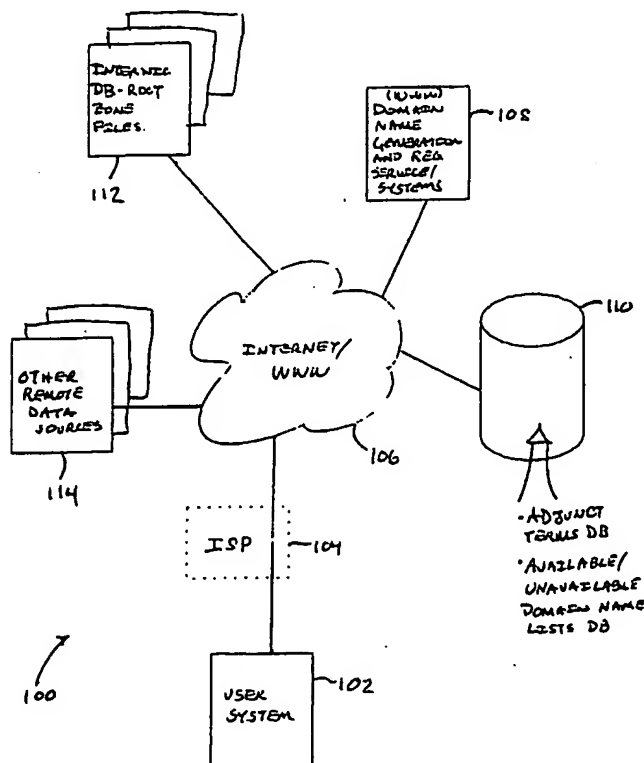 INTERNIC
DB-ROOT
ZONE
FILES.
112
(WWW)
DOMAIN
NAME
GENERATION
AND REG
SERVICE/
SYSTEMS
108
INTERNET/
WWW
106
110
• ADJUNCT
TERMS DB
• AVAILABLE/
UNAVAILABLE
DOMAIN NAME
LISTS DB
OTHER
REMOTE
DATA
SOURCES
114
ISP
104
USER
SYSTEM
102
100